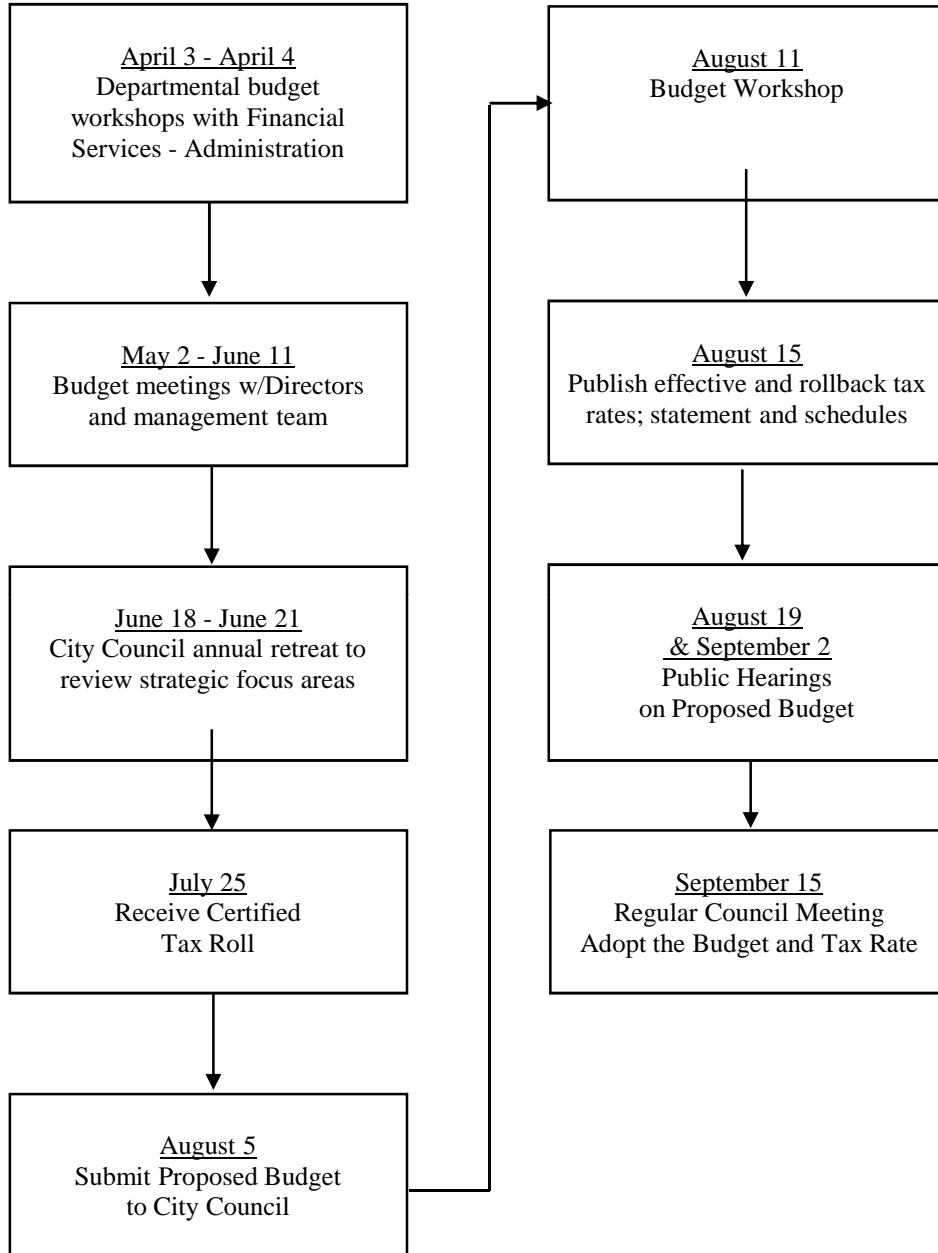 April 3 - April 4
Departmental budget
workshops with Financial
Services - Administration
May 2 - June 11
Budget meetings w/Directors
and management team
June 18 - June 21
City Council annual retreat to
review strategic focus areas
July 25
Receive Certified
Tax Roll
August 5
Submit Proposed Budget
to City Council
August 11
Budget Workshop
August 15
Publish effective and rollback tax
rates; statement and schedules
August 19
& September 2
Public Hearings
on Proposed Budget
September 15
Regular Council Meeting
Adopt the Budget and Tax Rate